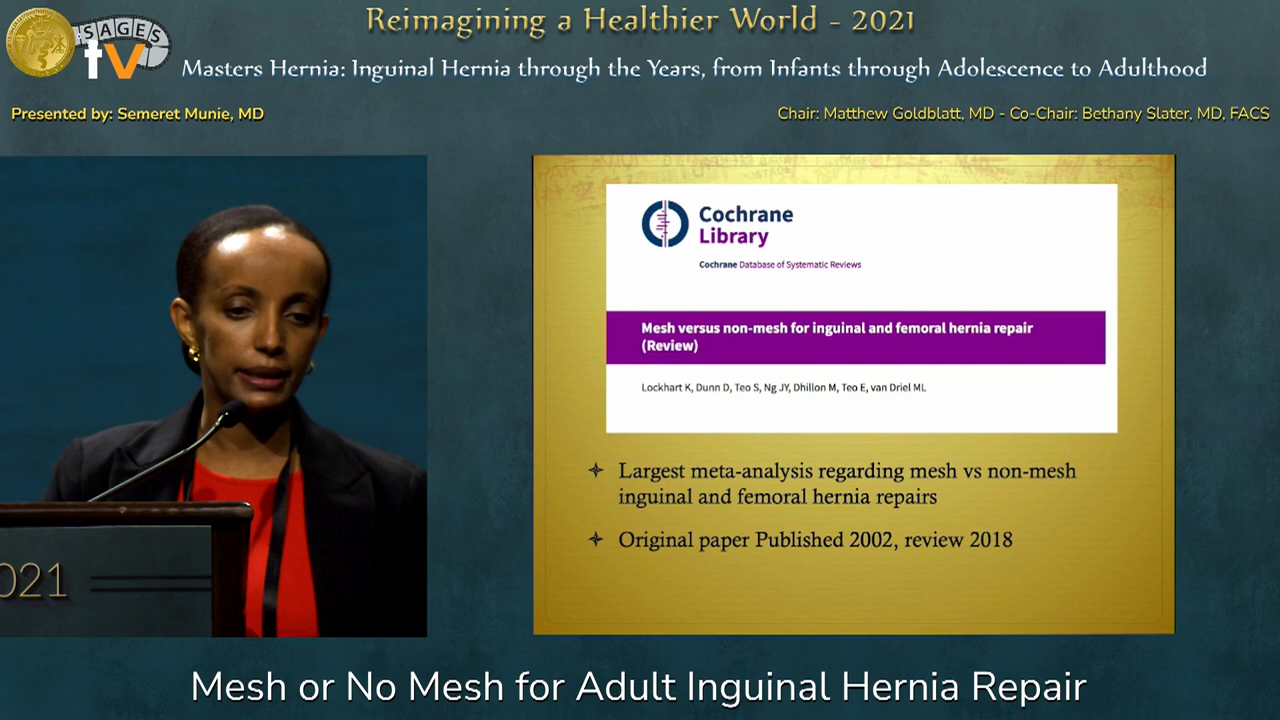 Reimagining a Healthier World - 2021
SAGES
tv
Masters Hernia: Inguinal Hernia through the Years, from Infants through Adolescence to Adulthood
Presented by: Semeret Munie, MD
Chair: Matthew Goldblatt, MD - Co-Chair: Bethany Slater, MD, FACS
Cochrane
Library
Cochrane Database of Systematic Reviews
Mesh versus non-mesh for inguinal and femoral hernia repair
(Review)
Lockhart K, Dunn D, Teo S, Ng JY, Dhillon M, Teo E, van Driel ML
Largest meta-analysis regarding mesh vs non-mesh
inguinal and femoral hernia repairs
Original paper Published 2002, review 2018
021
Mesh or No Mesh for Adult Inguinal Hernia Repair